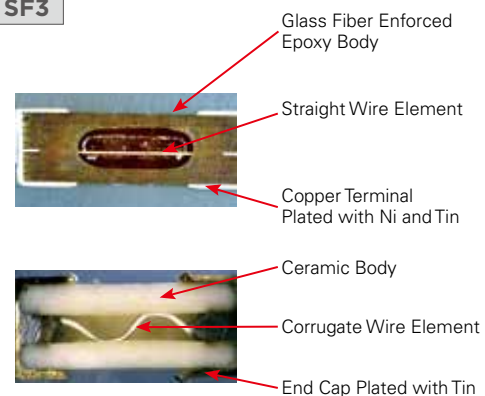 SF3
Glass Fiber Enforced
Epoxy Body
Straight Wire Element
Copper Terminal
Plated with Ni and Tin
Ceramic Body
Corrugate Wire Element
End Cap Plated with Tin